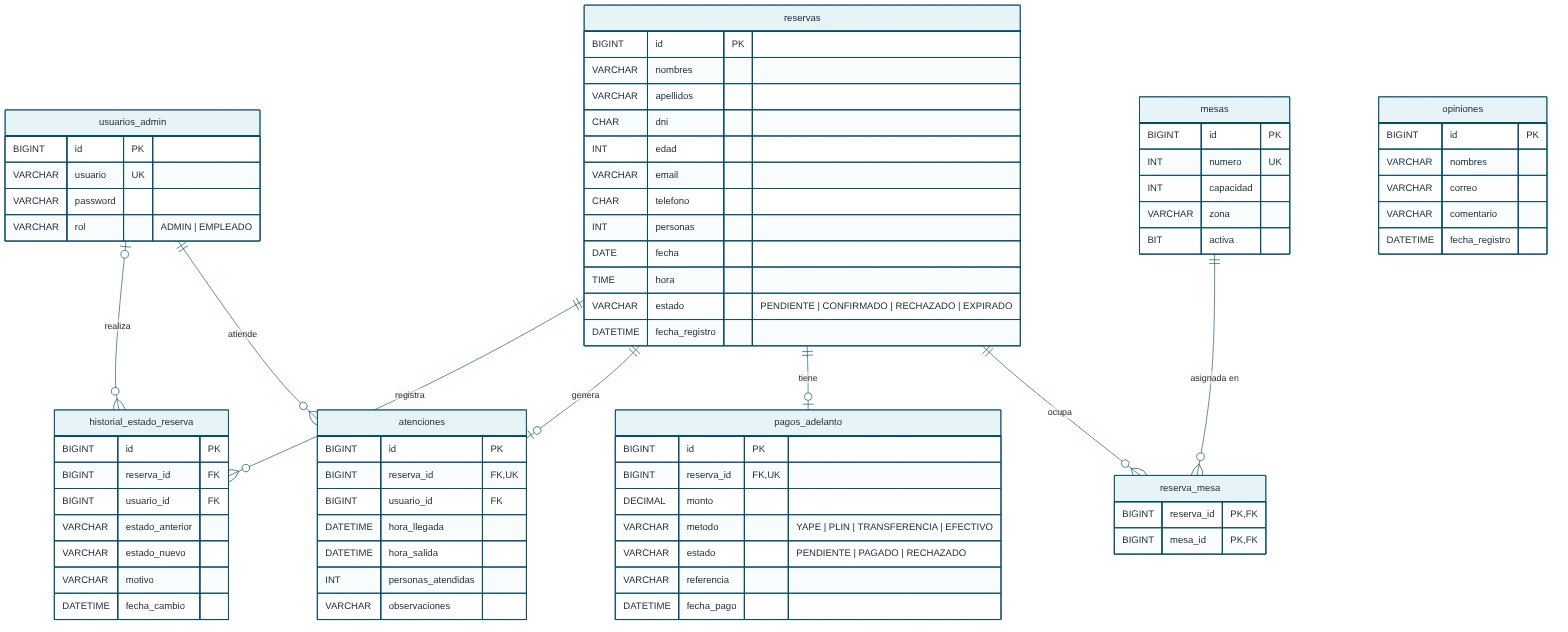 reservas
BIGINT id PK
VARCHAR nombres
VARCHAR apellidos
CHAR dni
INT edad
VARCHAR email
CHAR telefono
INT personas
DATE fecha
TIME hora
VARCHAR estado PENDIENTE | CONFIRMADO | RECHAZADO | EXPIRADO
DATETIME fecha_registro
usuarios_admin
BIGINT id PK
VARCHAR usuario UK
VARCHAR password
VARCHAR rol ADMIN | EMPLEADO
mesas
BIGINT id PK
INT numero UK
INT capacidad
VARCHAR zona
BIT activa
opiniones
BIGINT id PK
VARCHAR nombres
VARCHAR correo
VARCHAR comentario
DATETIME fecha_registro
realiza
atiende
registra
genera
tiene
ocupa
asignada en
historial_estado_reserva
BIGINT id PK
BIGINT reserva_id FK
BIGINT usuario_id FK
VARCHAR estado_anterior
VARCHAR estado_nuevo
VARCHAR motivo
DATETIME fecha_cambio
atenciones
BIGINT id PK
BIGINT reserva_id FK,UK
BIGINT usuario_id FK
DATETIME hora_llegada
DATETIME hora_salida
INT personas_atendidas
VARCHAR observaciones
pagos_adelanto
BIGINT id PK
BIGINT reserva_id FK,UK
DECIMAL monto
VARCHAR metodo YAPE | PLIN | TRANSFERENCIA | EFECTIVO
VARCHAR estado PENDIENTE | PAGADO | RECHAZADO
VARCHAR referencia
DATETIME fecha_pago
reserva_mesa
BIGINT reserva_id PK,FK
BIGINT mesa_id PK,FK